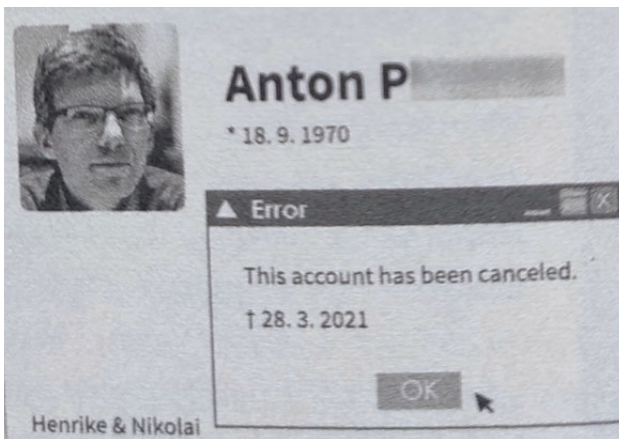 Anton P
* 18. 9. 1970
Error
This account has been canceled.
† 28. 3. 2021
OK
Henrike & Nikolai